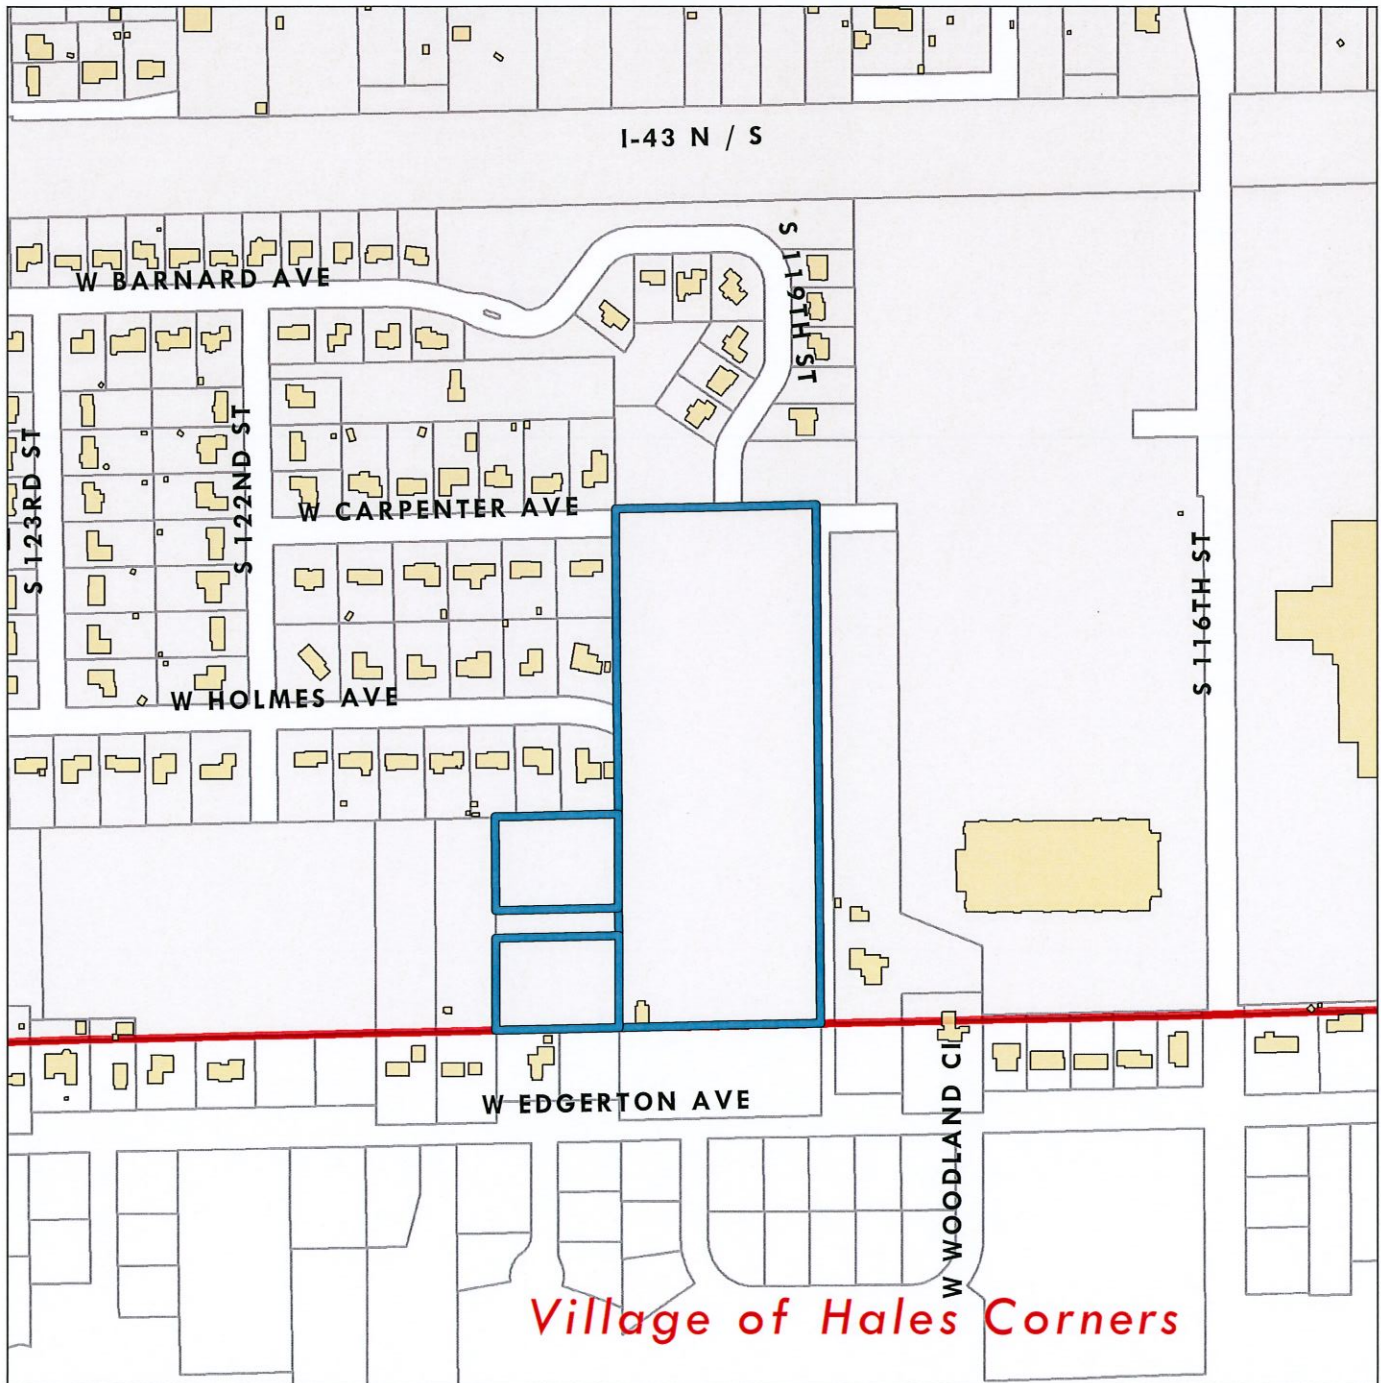 I-43 N / S
S 119TH ST
W BARNARD AVE
S 123RD ST
S 122ND ST
W CARPENTER AVE
S 116TH ST
W HOLMES AVE
W EDGERTON AVE
W WOODLAND CI
Village of Hales Corners